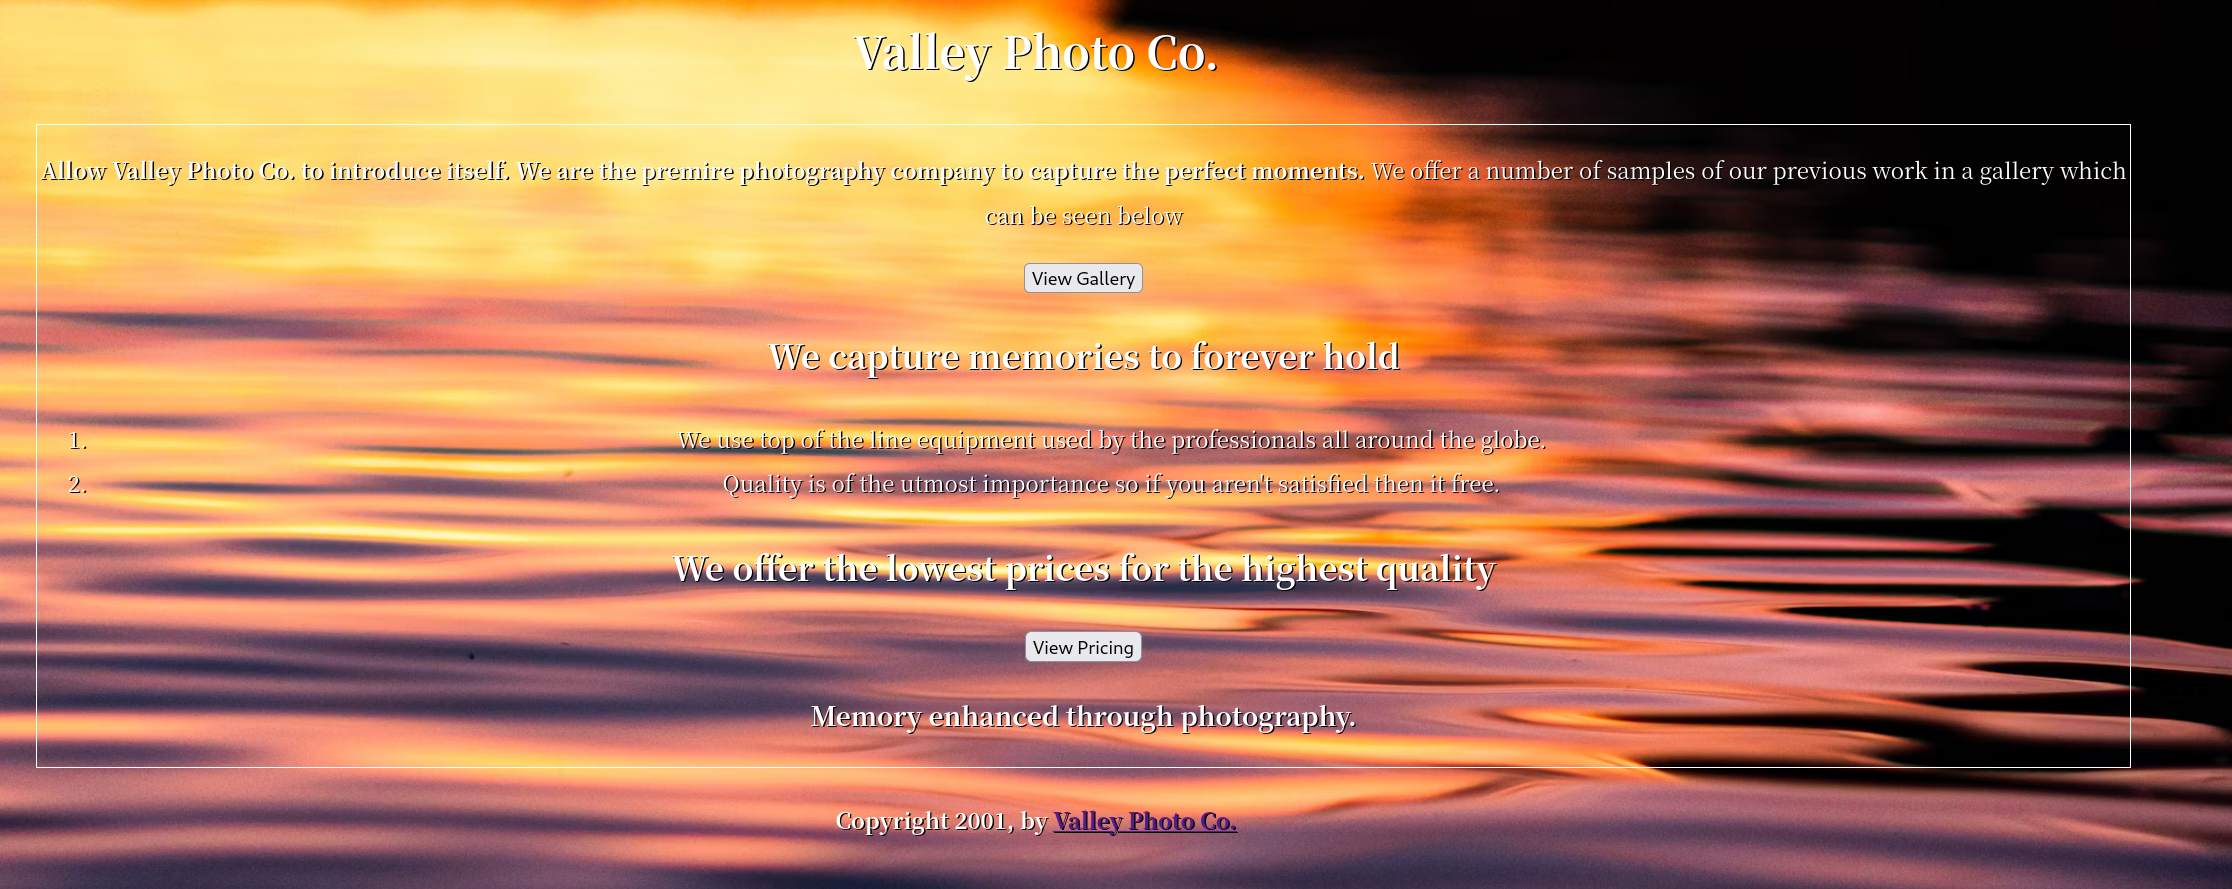 Valley Photo Co.
Allow Valley Photo Co. to introduce itself. We are the premire photography company to capture the perfect moments. We offer a number of samples of our previous work in a gallery which
can be seen below
View Gallery
We capture memories to forever hold
1. We use top of the line equipment used by the professionals all around the globe.
2. Quality is of the utmost importance so if you aren't satisfied then it free.
We offer the lowest prices for the highest quality
View Pricing
Memory enhanced through photography.
Copyright 2001, by Valley Photo Co.